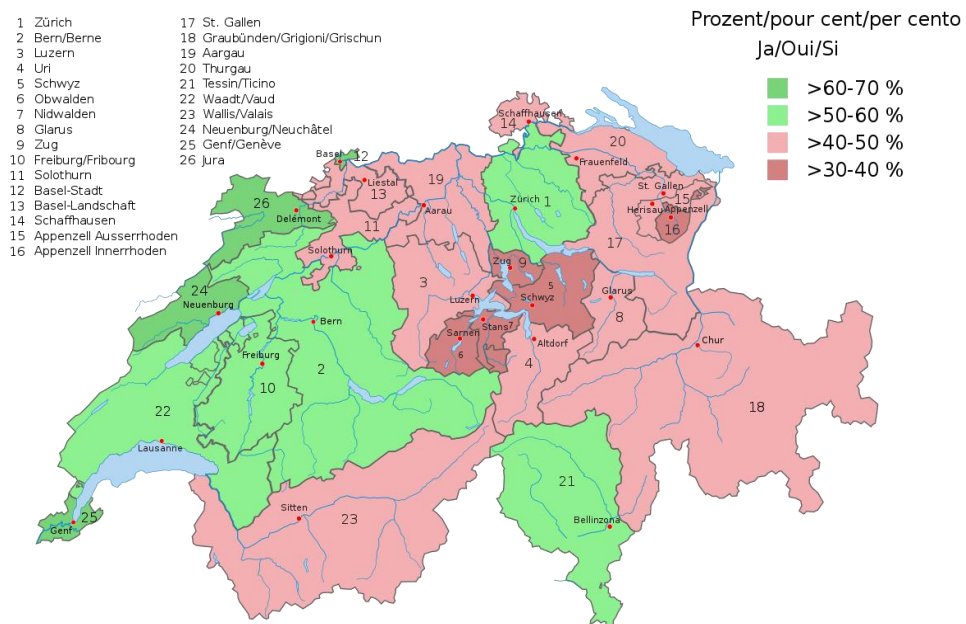 1 Zürich
2 Bern/Berne
3 Luzern
4 Uri
5 Schwyz
6 Obwalden
7 Nidwalden
8 Glarus
9 Zug
10 Freiburg/Fribourg
11 Solothurn
12 Basel-Stadt
13 Basel-Landschaft
14 Schaffhausen
15 Appenzell Ausserrhoden
16 Appenzell Innerrhoden
17 St. Gallen
18 Graubünden/Grigioni/Grischun
19 Aargau
20 Thurgau
21 Tessin/Ticino
22 Waadt/Vaud
23 Wallis/Valais
24 Neuenburg/Neuchâtel
25 Genf/Genève
26 Jura
Prozent/pour cent/per cento
Ja/Oui/Si
>60-70 %
>50-60 %
>40-50 %
>30-40 %
Schaffhausen
14
20
Basel
12
Frauenfeld
Liestal
13
19
St. Gallen
15
Zürich
1
Herisau
Appenzell
26
Delémont
Aarau
16
11
17
Solothurn
Zug
9
24
3
5
Neuenburg
Luzern
Schwyz
Glarus
Bern
Stans
7
8
Sarnen
Altdorf
Chur
Freiburg
6
2
4
10
18
22
Lausanne
21
Sitten
23
25
Bellinzona
Genf